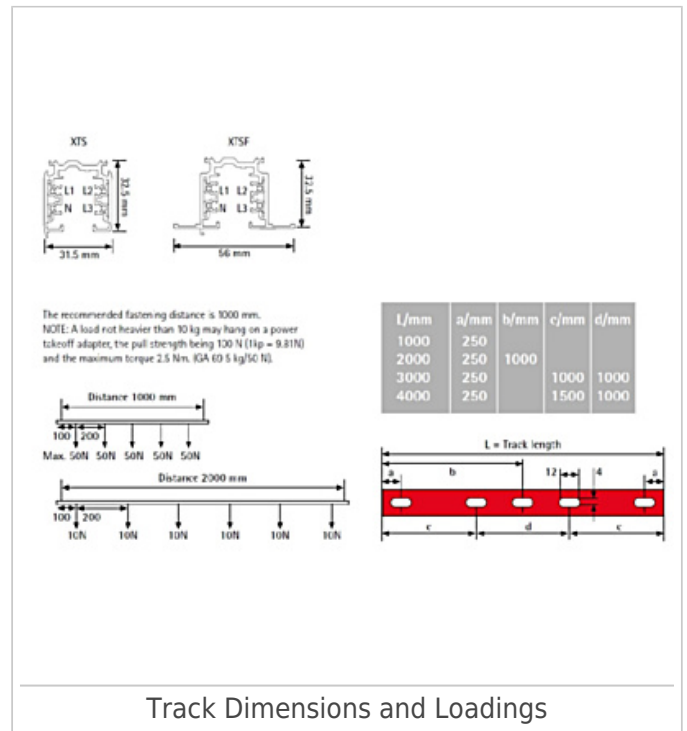 XTS
XTSF
L1 L2
N L3
32.5 mm
31.5 mm
L1 L2
N L3
32.5 mm
56 mm
The recommended fastening distance is 1000 mm.
NOTE: A load not heavier than 10 kg may hang on a power
takeoff adapter, the pull strength being 100 N (1kp = 9.81N)
and the maximum torque 2.5 Nm. (GA 69 5 kg/50 N).
Distance 1000 mm
100 200
Max. 50N 50N 50N 50N 50N
Distance 2000 mm
100 200
10N 10N 10N 10N 10N 10N
L/mm a/mm b/mm c/mm d/mm
1000 250
2000 250 1000
3000 250 1000 1000
4000 250 1500 1000
L = Track length
a b 12 4 a
c d c
Track Dimensions and Loadings